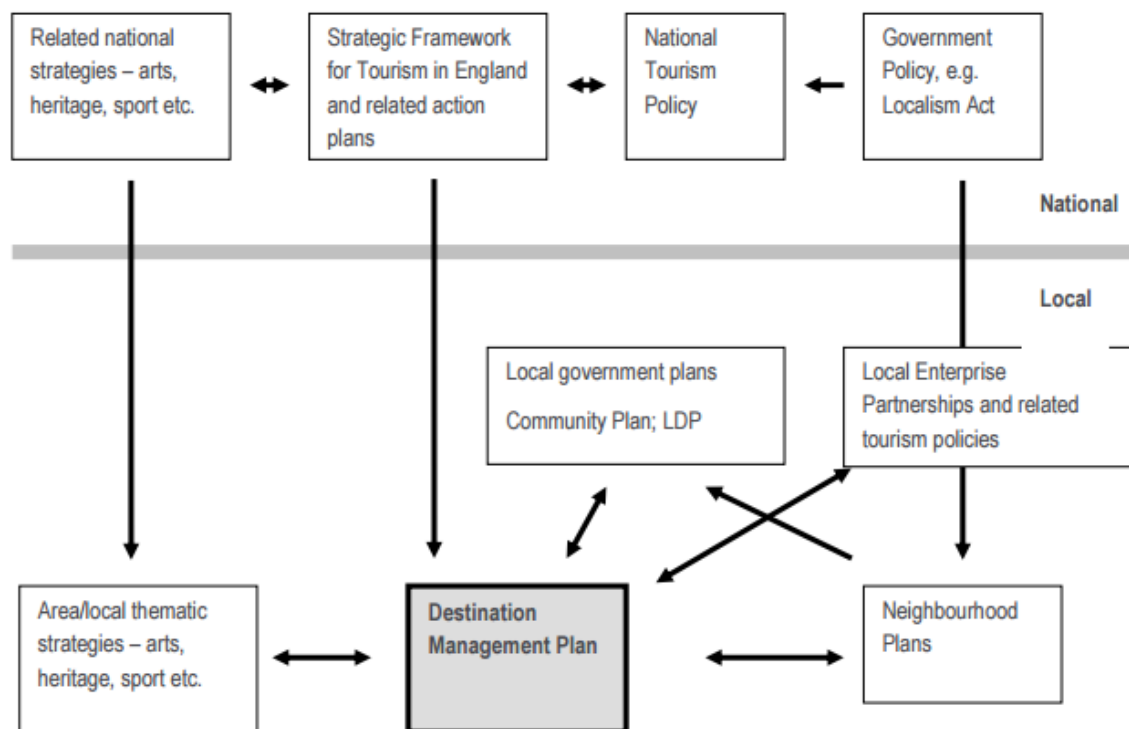 Related national
strategies – arts,
heritage, sport etc.
Strategic Framework
for Tourism in England
and related action
plans
National
Tourism
Policy
Government
Policy, e.g.
Localism Act
National
Local
Local government plans
Community Plan; LDP
Local Enterprise
Partnerships and related
tourism policies
Area/local thematic
strategies – arts,
heritage, sport etc.
Destination
Management Plan
Neighbourhood
Plans